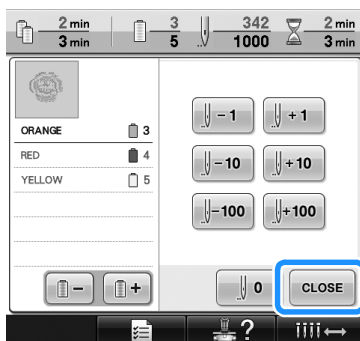 2 min 3 342 2 min
3 min 5 1000 3 min
ORANGE 3
RED 4
YELLOW 5
-1 +1
-10 +10
-100 +100
- + 0 CLOSE
?